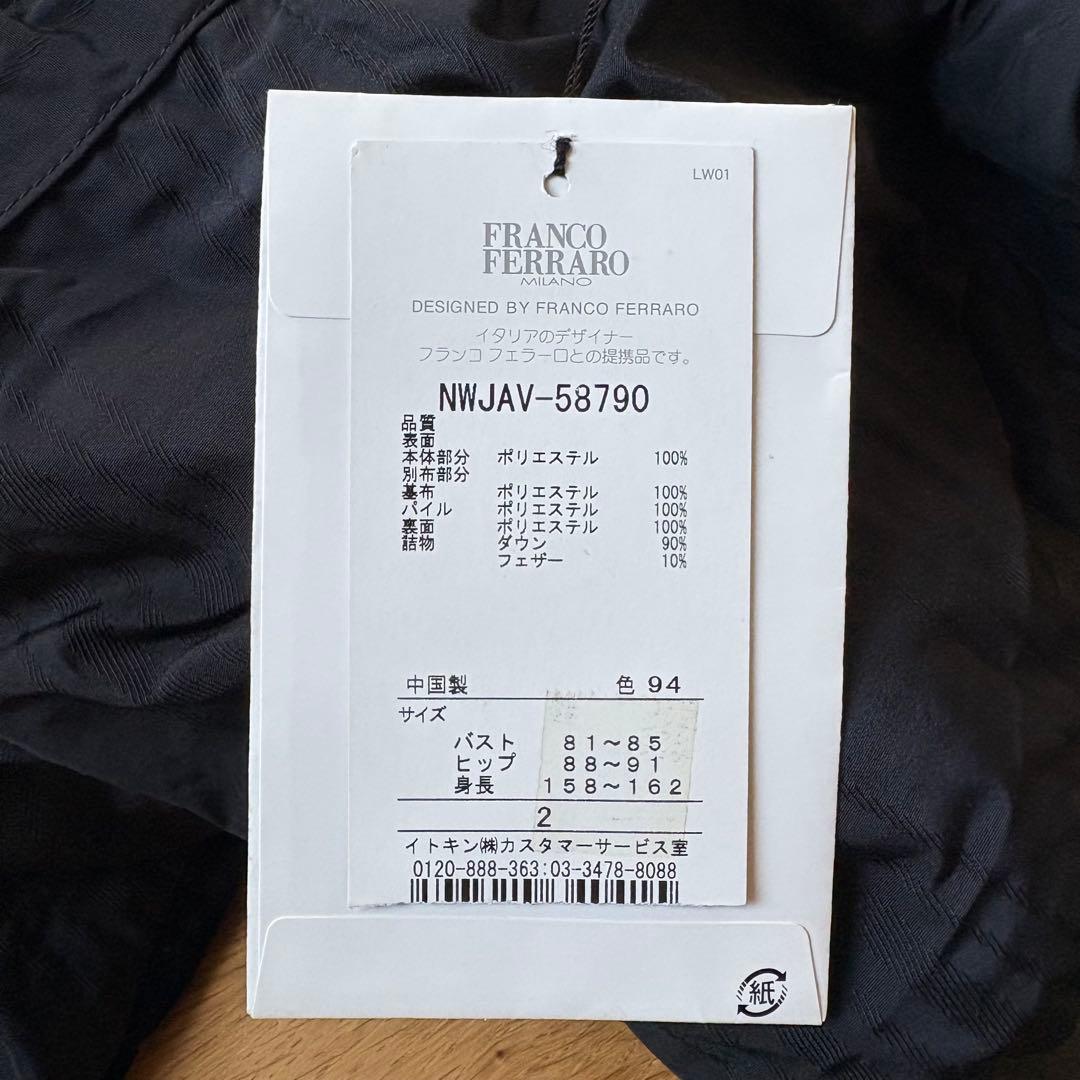 LW01
FRANCO
FERRARO
MILANO
DESIGNED BY FRANCO FERRARO
イタリアのデザイナー
フランコ フェラーロとの提携品です。
NWJAV-58790
品質
表面
本体部分 ポリエステル 100%
別布部分
基布 ポリエステル 100%
パイル ポリエステル 100%
裏面 ポリエステル 100%
詰物 ダウン 90%
フェザー 10%
中国製 色 94
サイズ
バスト 81~85
ヒップ 88~91
身長 158~162
2
イトキン㈱カスタマーサービス室
0120-888-363:03-3478-8088
紙